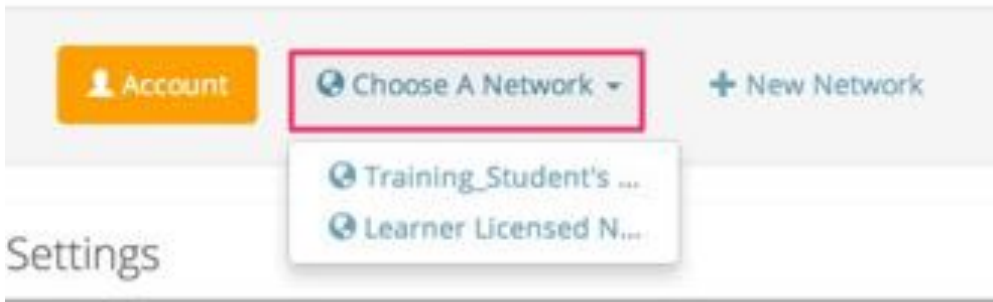 Account Choose A Network + New Network
Training_Student's ...
Learner Licensed N...
Settings